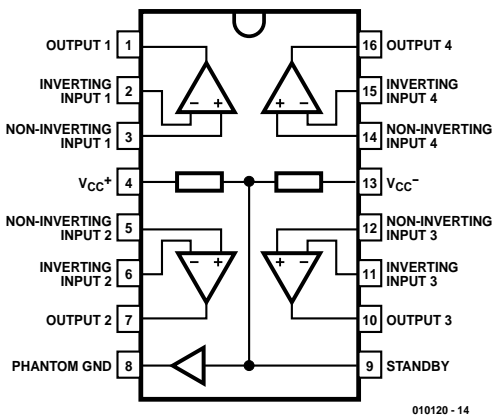 OUTPUT 1
1
16
OUTPUT 4
INVERTING
INPUT 1
2
15
INVERTING
INPUT 4
NON-INVERTING
INPUT 1
3
14
NON-INVERTING
INPUT 4
− +
+ −
VCC+
4
13
VCC−
NON-INVERTING
INPUT 2
5
12
NON-INVERTING
INPUT 3
− +
+ −
INVERTING
INPUT 2
6
11
INVERTING
INPUT 3
OUTPUT 2
7
10
OUTPUT 3
PHANTOM GND
8
9
STANDBY
010120 - 14